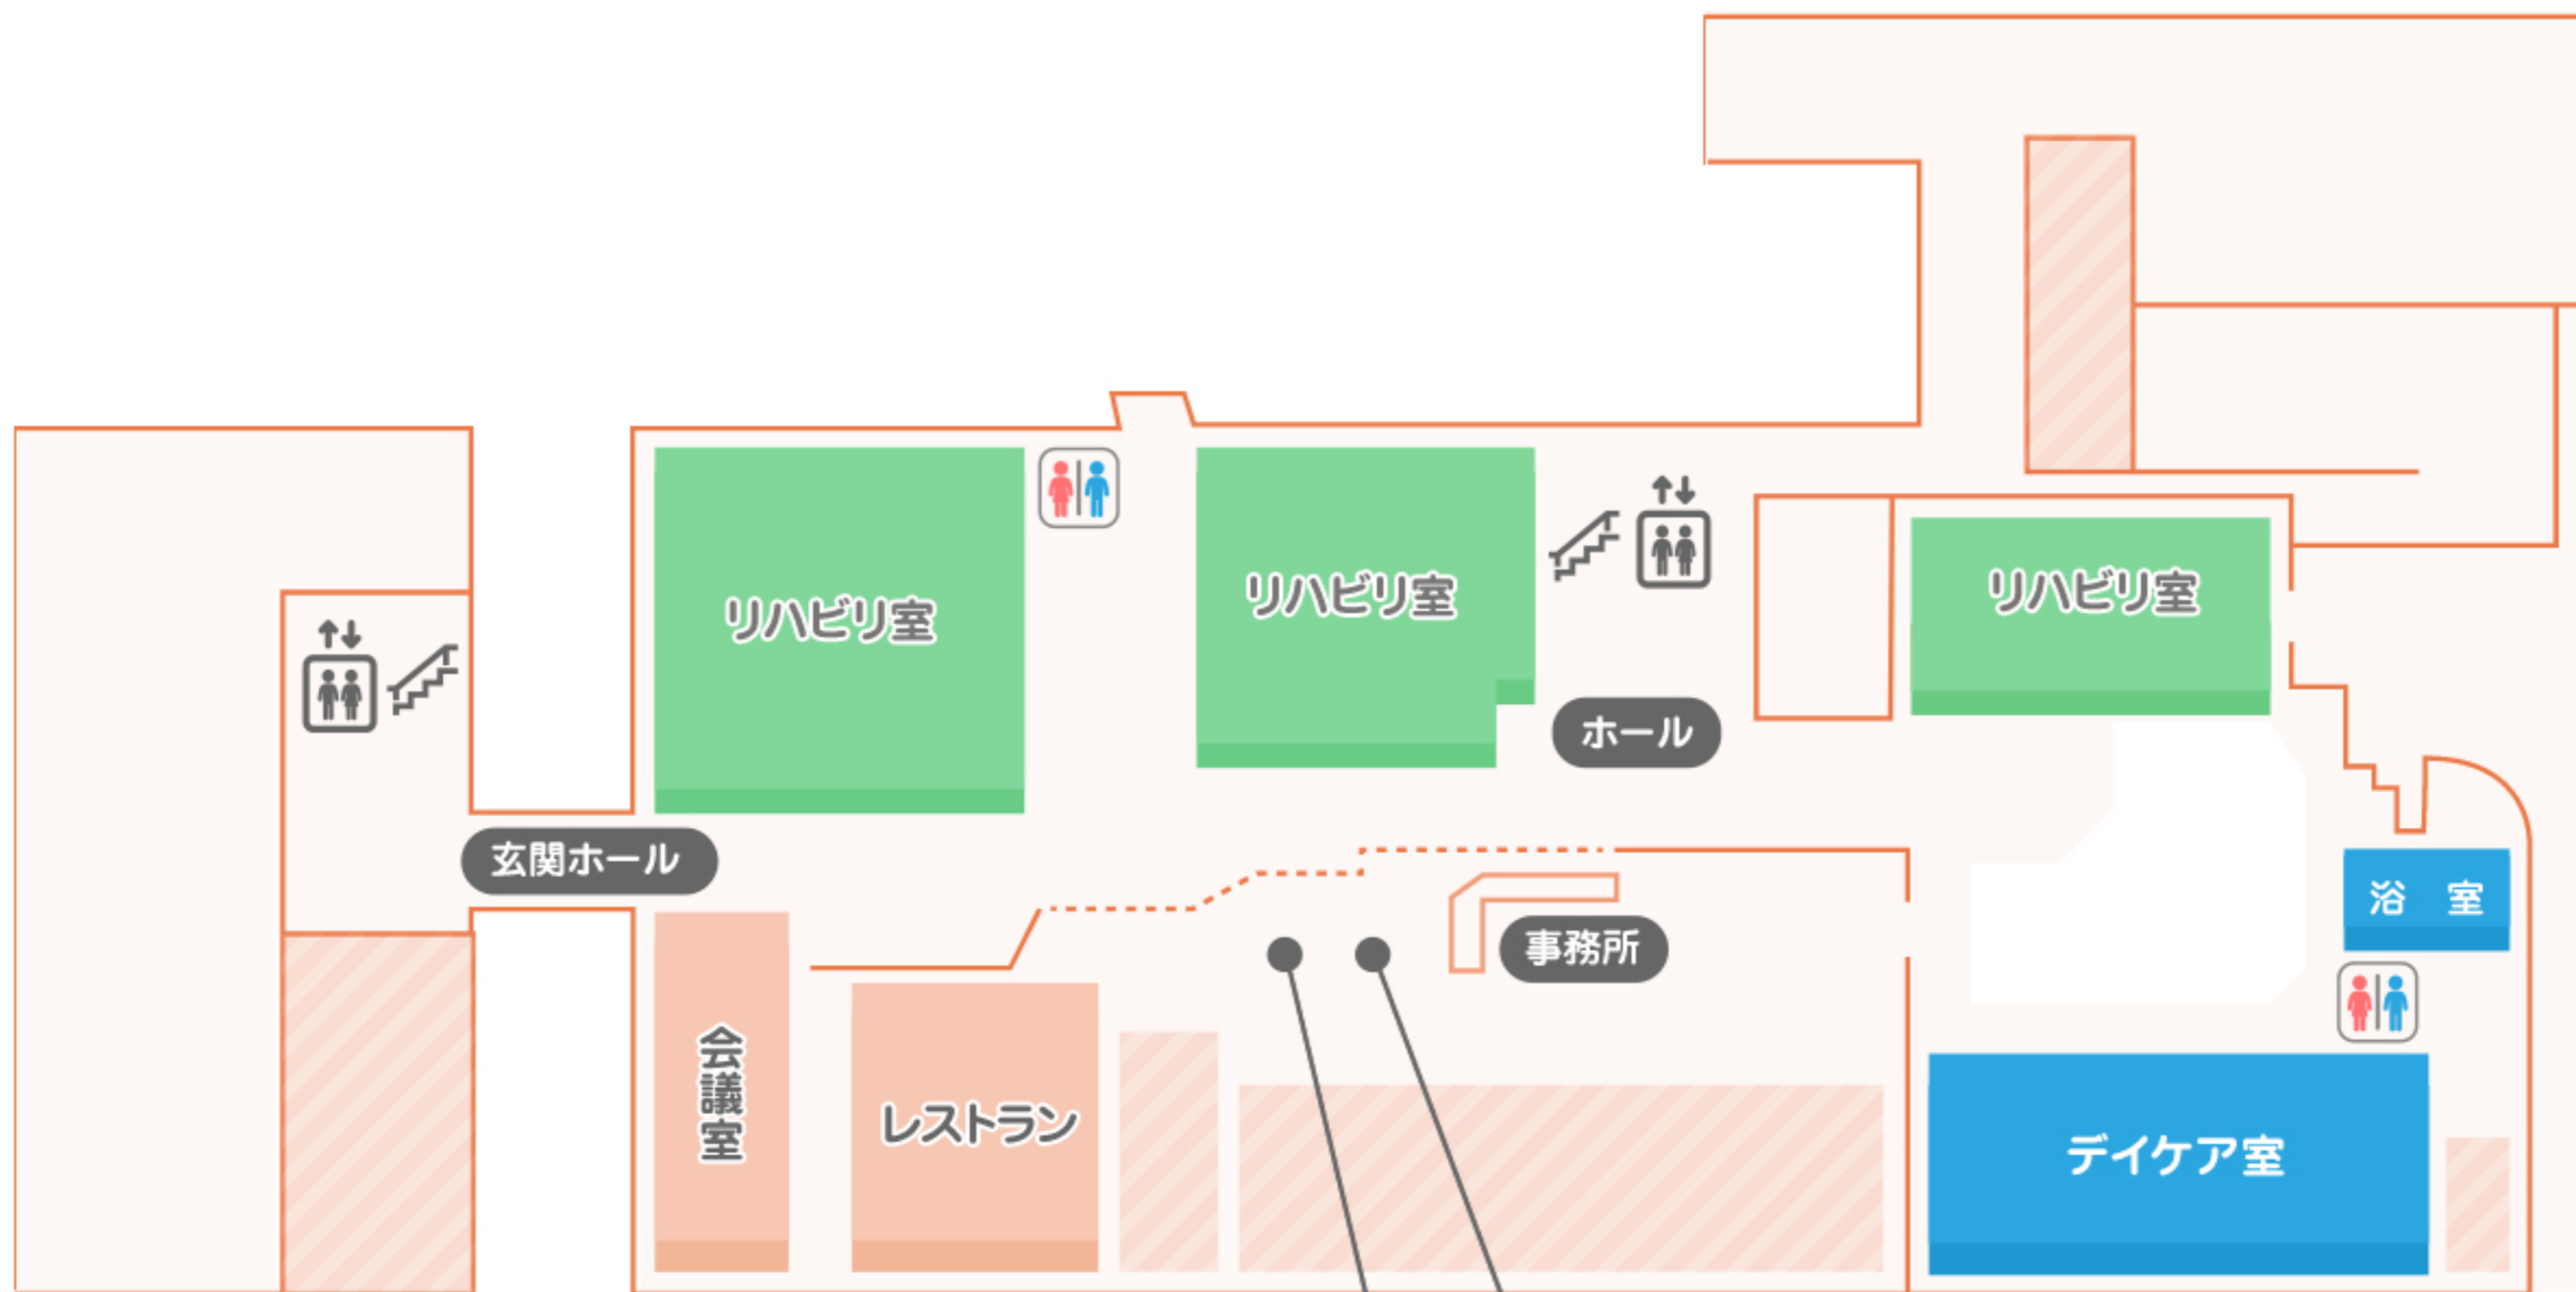 リハビリ室
リハビリ室
リハビリ室
ホール
玄関ホール
浴 室
事務所
会議室
レストラン
デイケア室